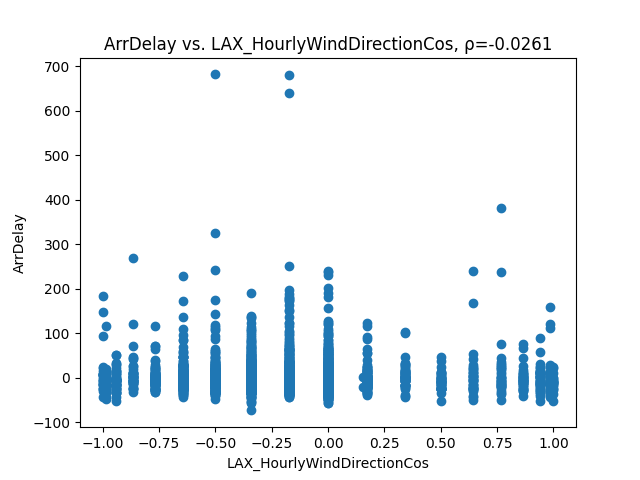 ArrDelay vs. LAX_HourlyWindDirectionCos, ρ=-0.0261
700
600
500
400
300
200
100
0
−100
ArrDelay
−1.00 −0.75 −0.50 −0.25 0.00 0.25 0.50 0.75 1.00
LAX_HourlyWindDirectionCos